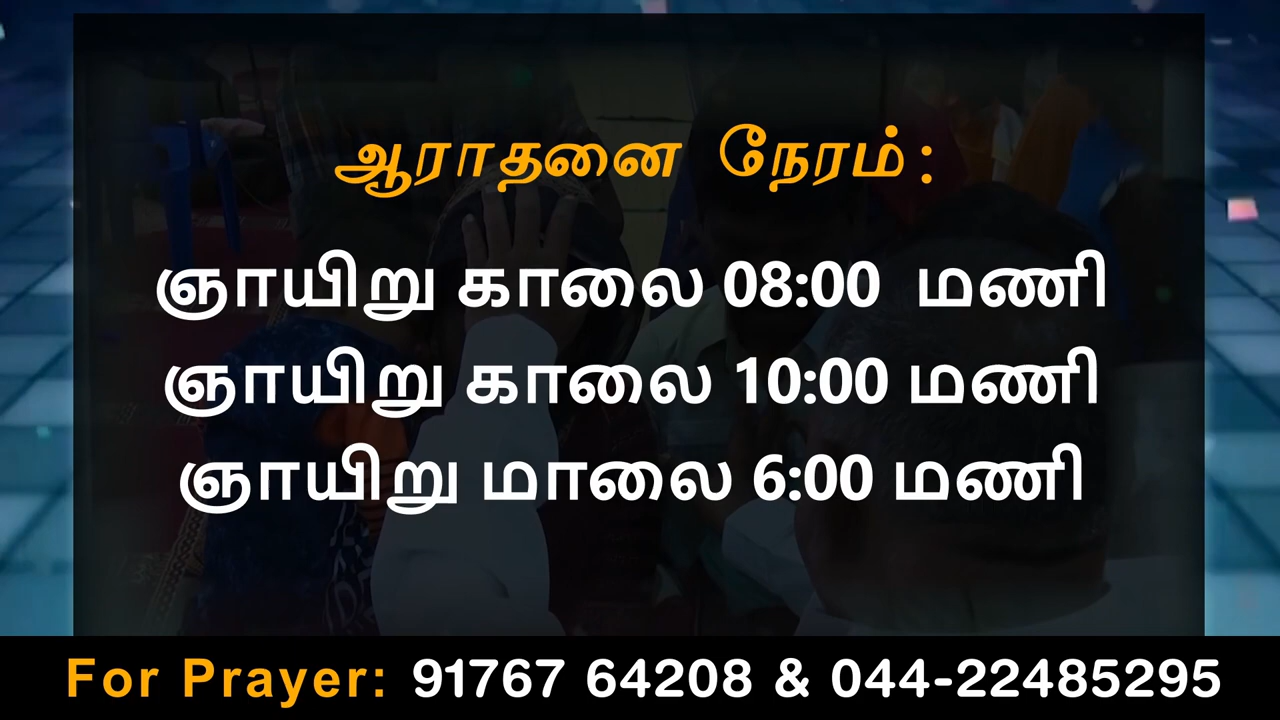 ஆராதனை நேரம்:
ஞாயிறு காலை 08:00 மணி
ஞாயிறு காலை 10:00 மணி
ஞாயிறு மாலை 6:00 மணி
For Prayer: 91767 64208 & 044-22485295